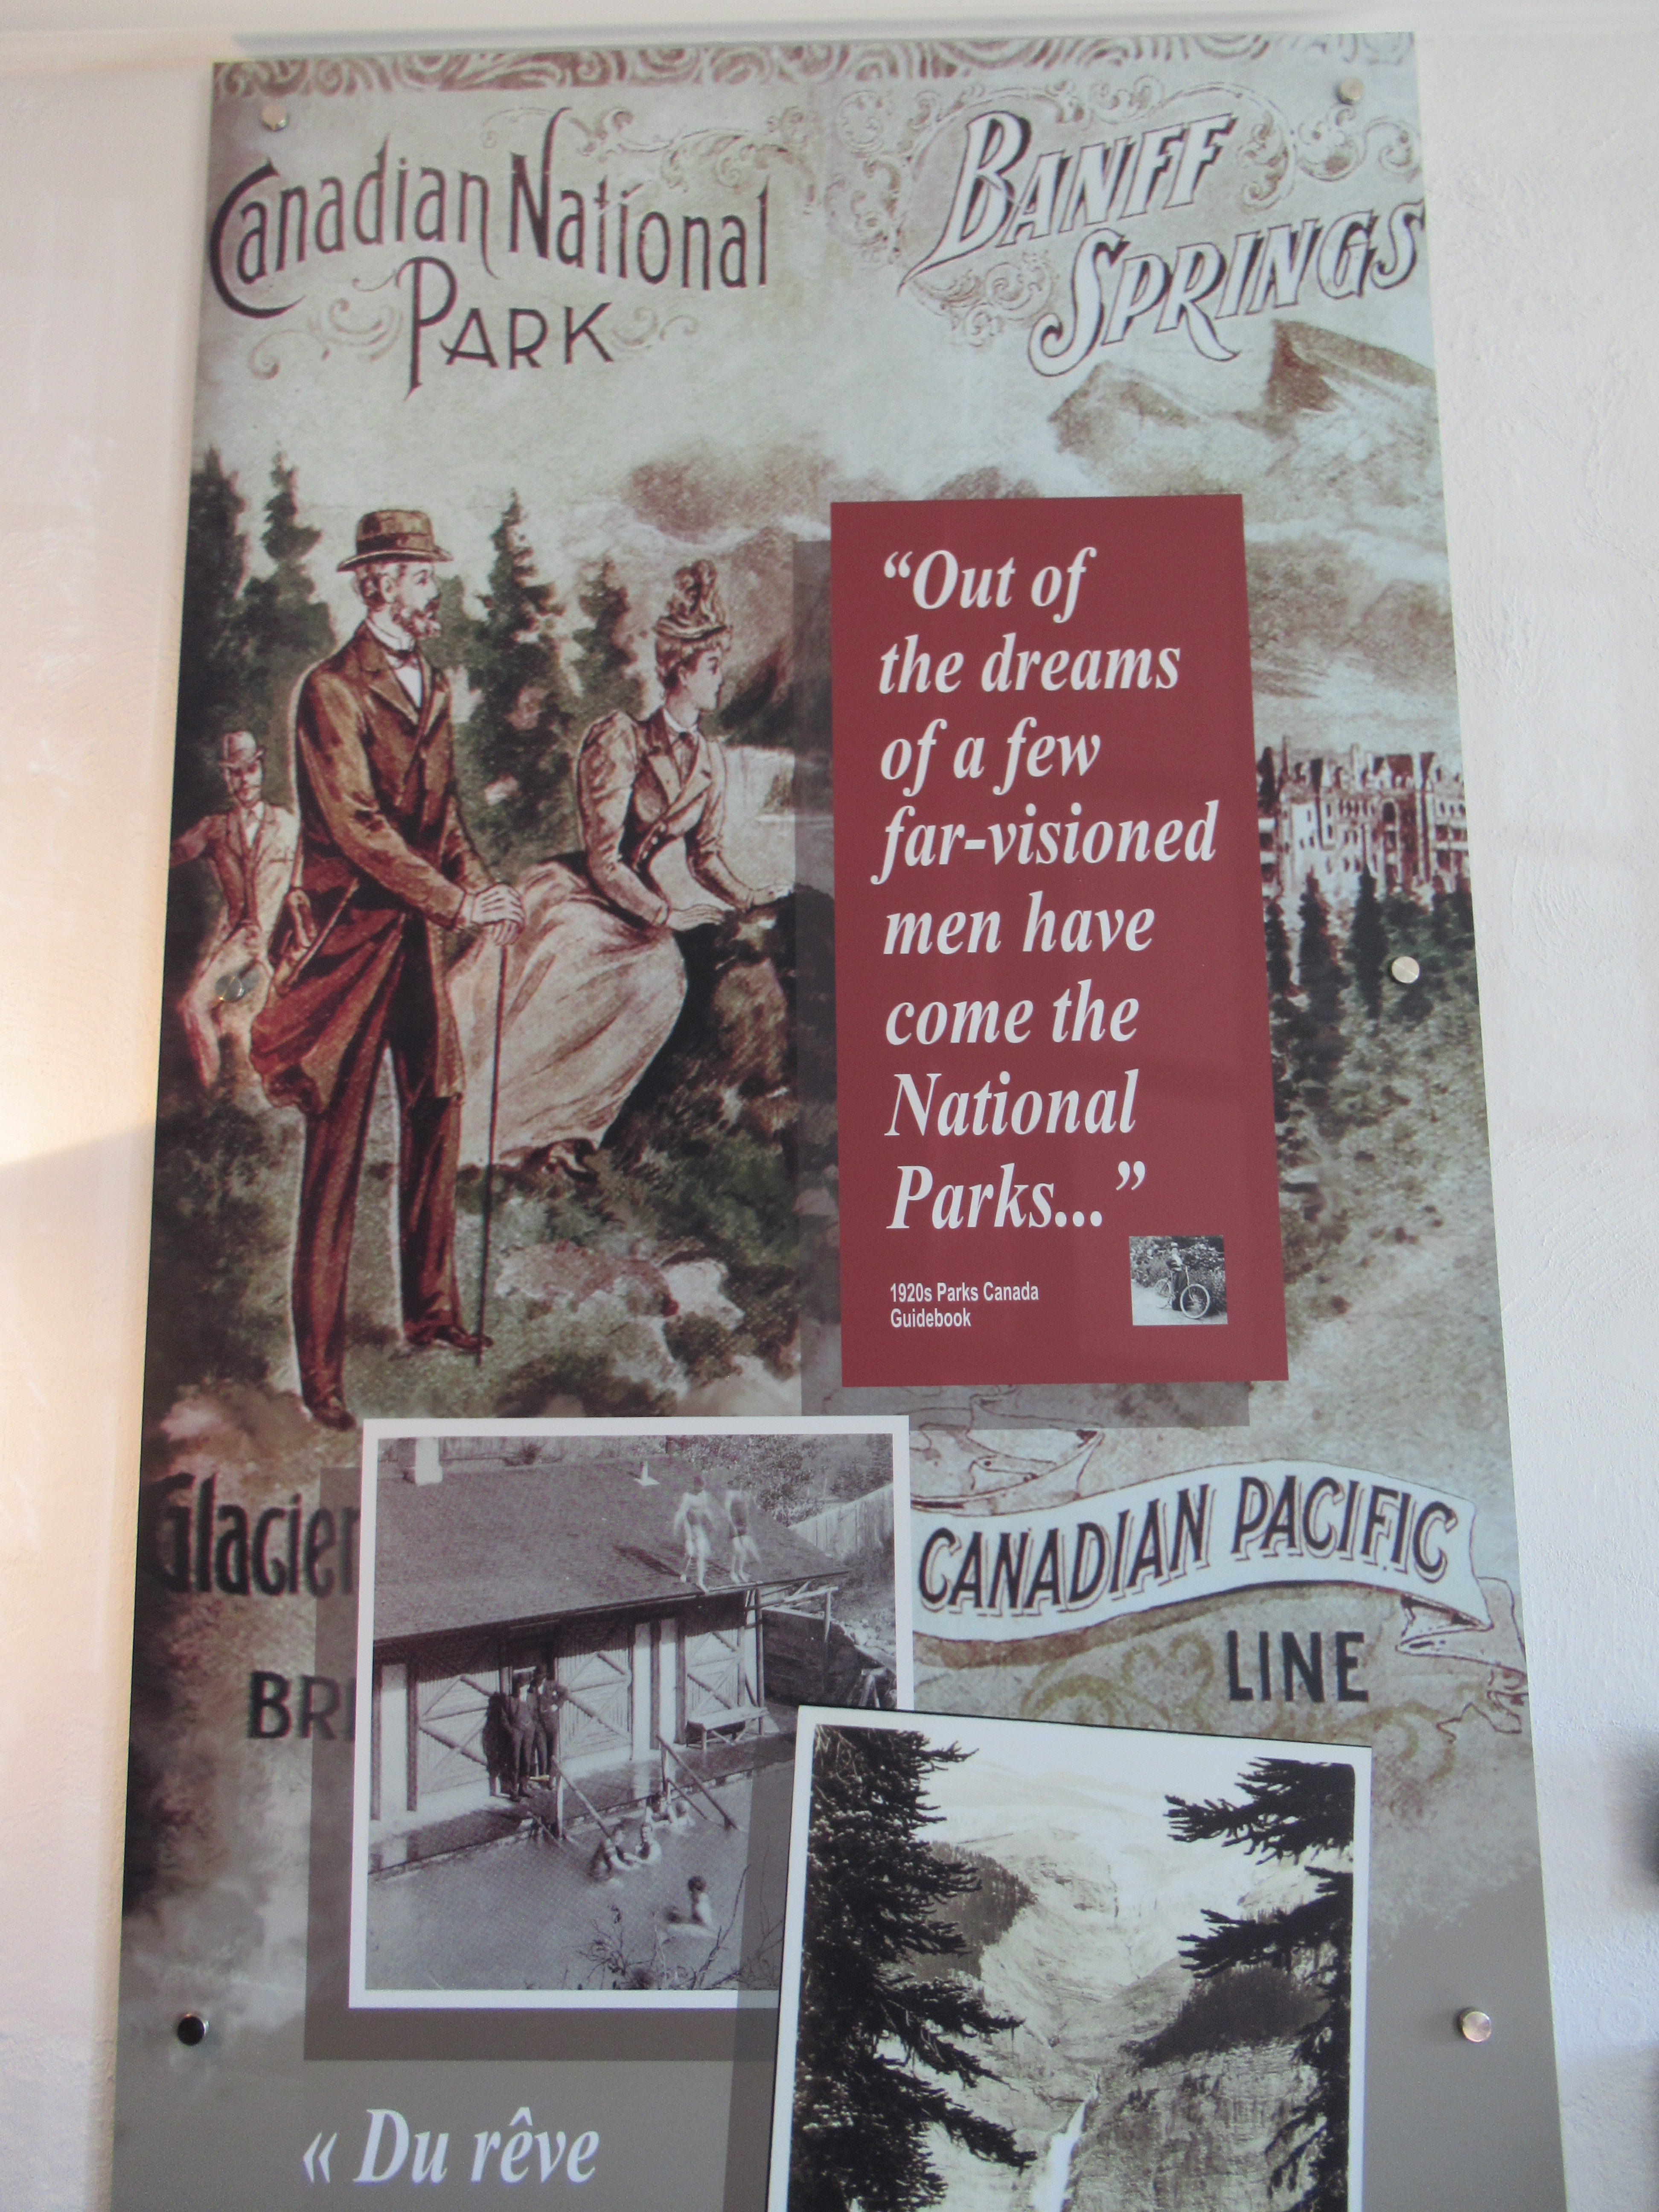 Canadian National
PARK
BANFF
SPRINGS
“Out of
the dreams
of a few
far-visioned
men have
come the
National
Parks...”
1920s Parks Canada
Guidebook
Glacier
BRI
CANADIAN PACIFIC
LINE
« Du rêve